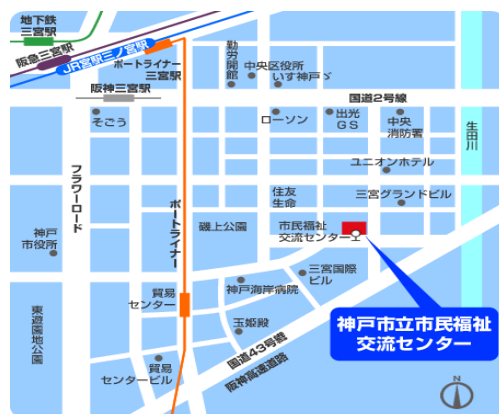 地下鉄
三宮駅
阪急三宮駅
JR宮駅三ノ宮駅
ポートライナー
三宮駅
阪神三宮駅
そごう
勤労開館
中央区役所
いす神戸ゞ
国道2号線
ローソン
出光
GS
中央
消防署
生田川
ユニオンホテル
フラワーロード
ポートライナー
住友
生命
三宮グランドビル
神戸
市役所
磯上公園
市民福祉
交流センター
三宮国際
ビル
神戸海岸病院
貿易
センター
東遊園地公園
玉姫殿
神戸市立市民福祉
交流センター
国道43号線
阪神高速道路
貿易
センタービル
N